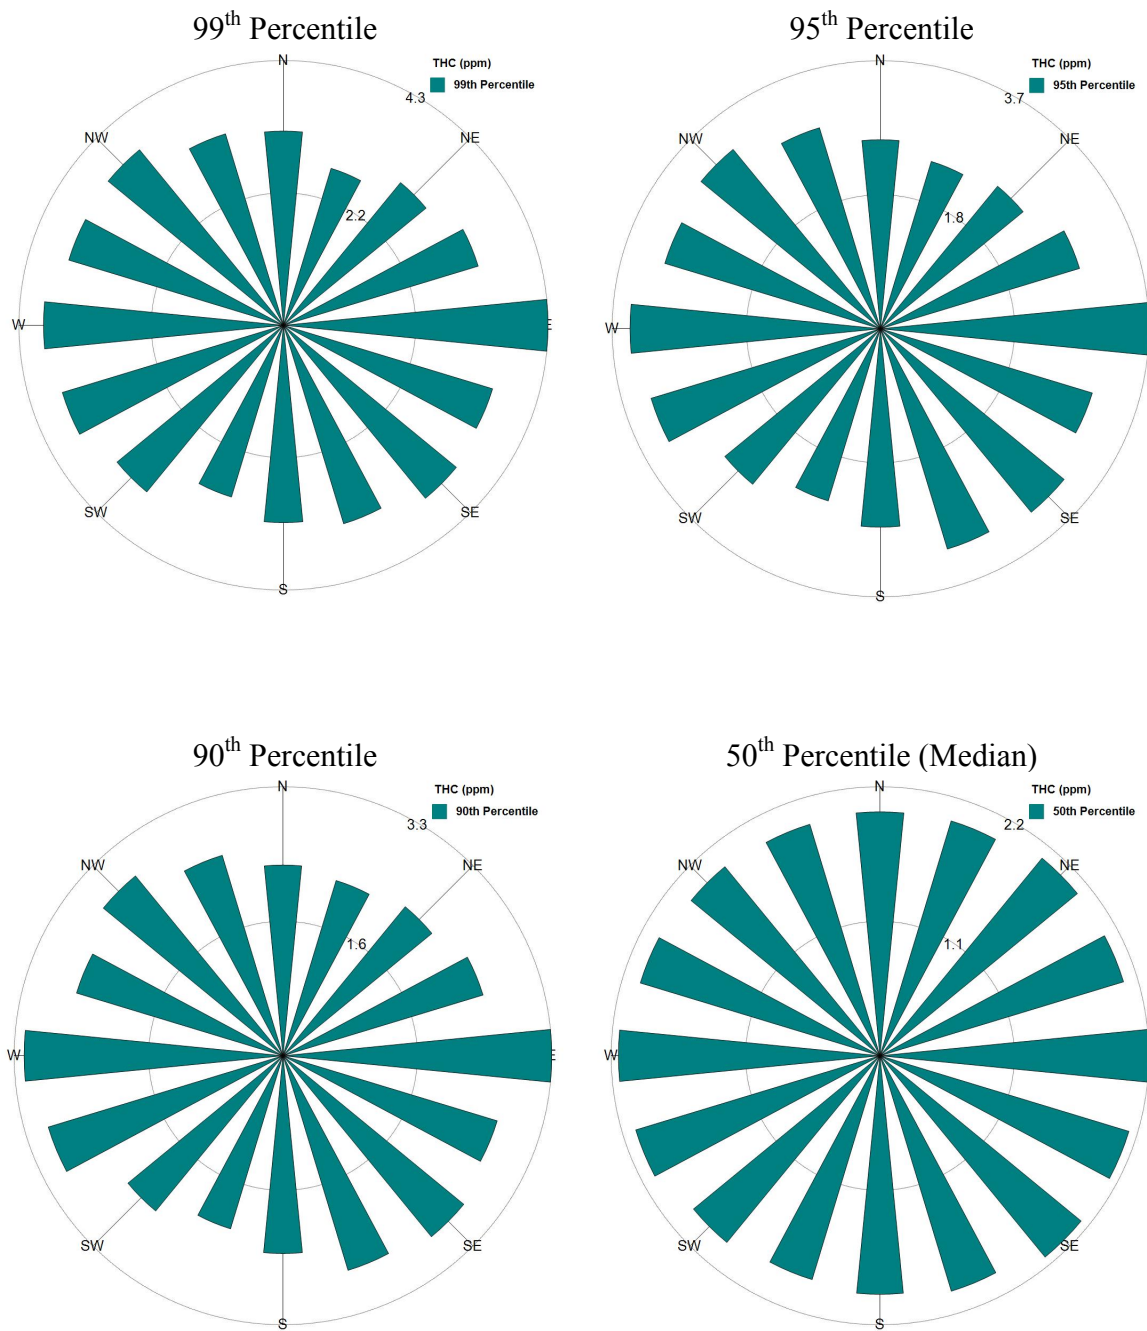 99th Percentile
THC (ppm)
99th Percentile
N
4.3
NW
NE
2.2
W
E
SW
SE
S
95th Percentile
THC (ppm)
95th Percentile
N
3.7
NW
NE
1.8
W
SW
SE
S
90th Percentile
THC (ppm)
90th Percentile
N
3.3
NW
NE
1.6
W
E
SW
SE
S
50th Percentile (Median)
THC (ppm)
50th Percentile
N
2.2
NW
NE
1.1
W
SW
SE
S